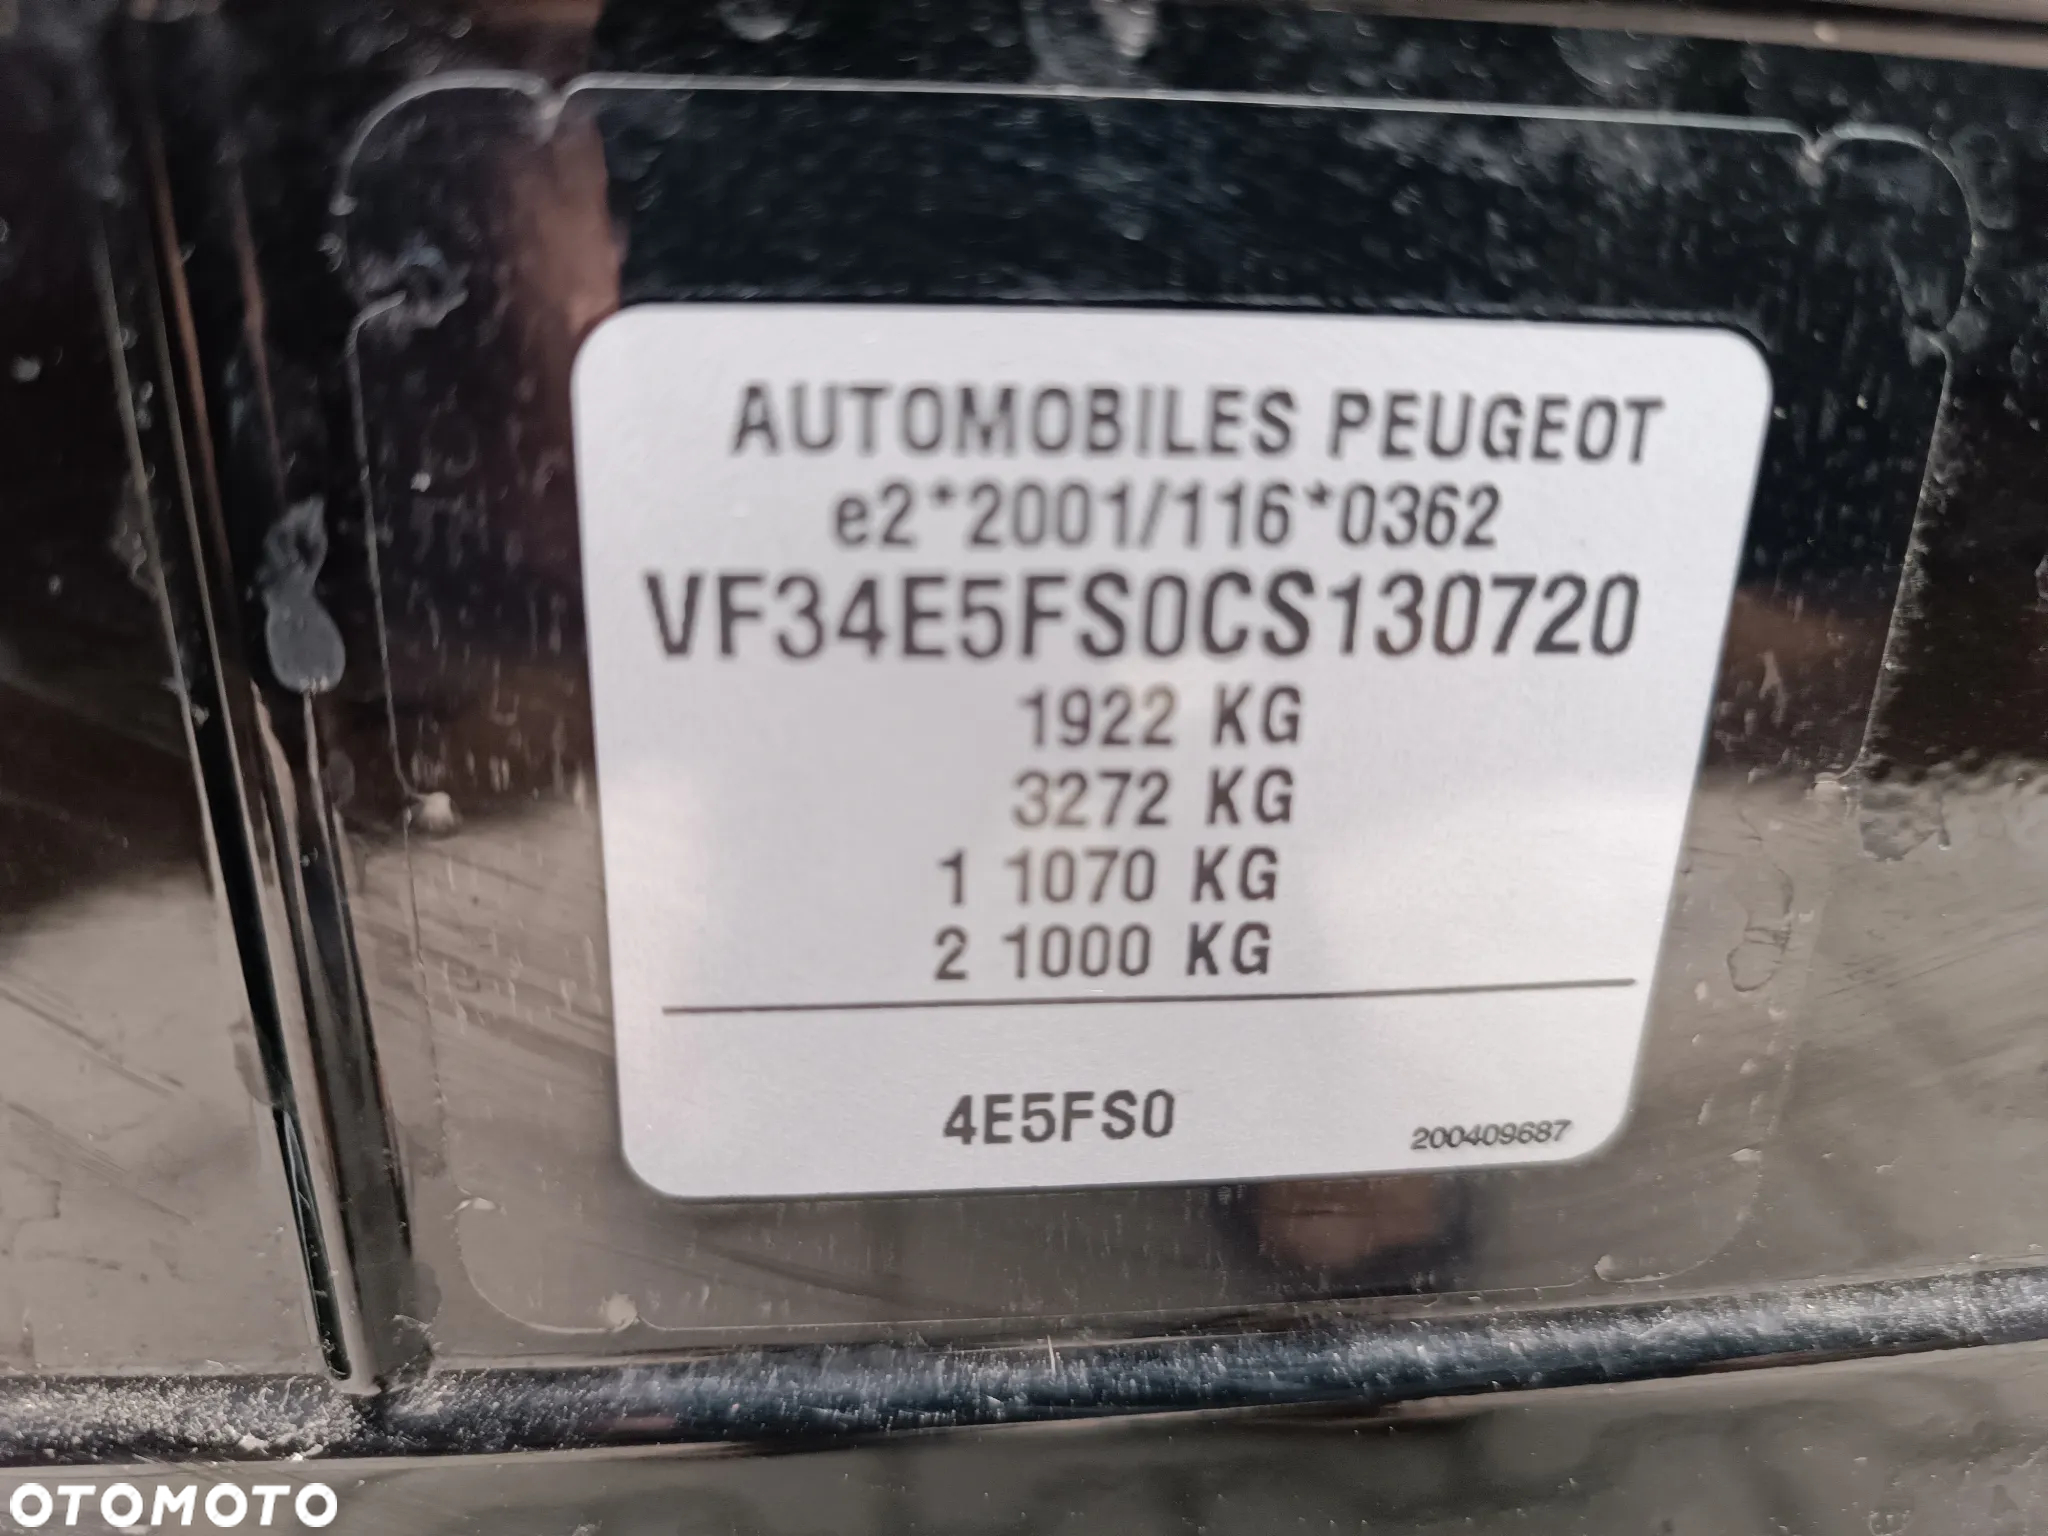 AUTOMOBILES PEUGEOT
e2*2001/116*0362
VF34E5FS0CS130720
1922 KG
3272 KG
1 1070 KG
2 1000 KG
4E5FS0
200409687
OTOMOTO